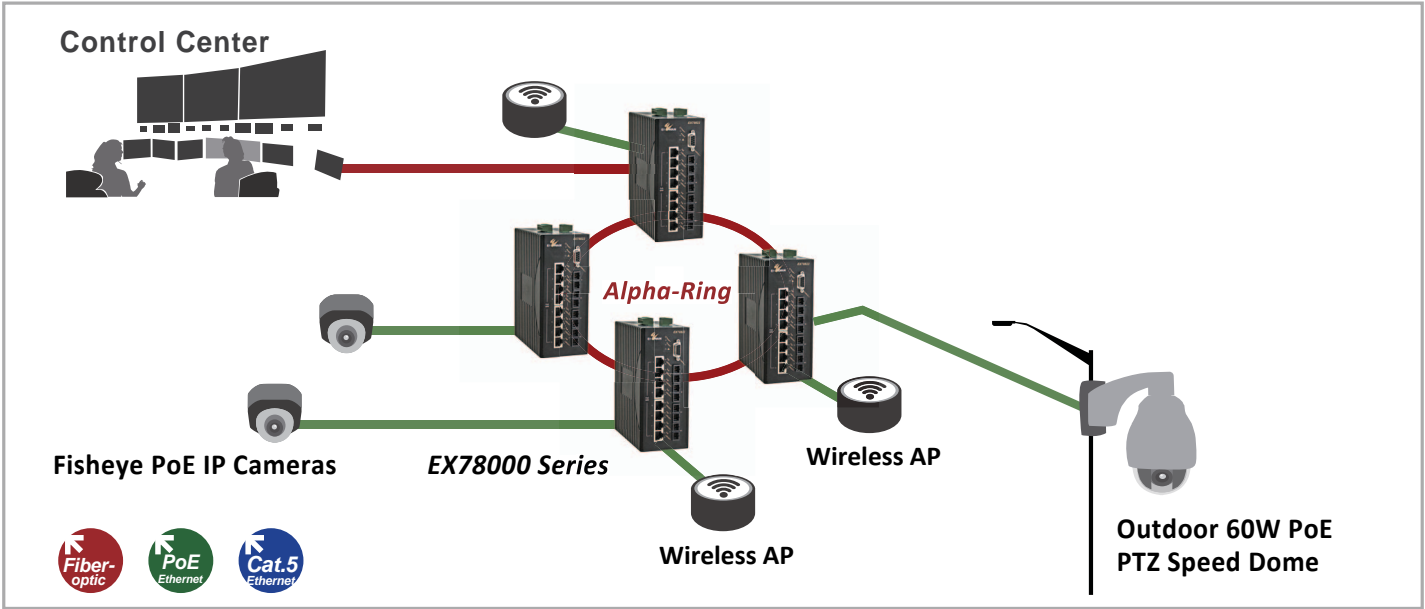 Control Center
Alpha-Ring
Fisheye PoE IP Cameras
EX78000 Series
Wireless AP
Wireless AP
Outdoor 60W PoE
PTZ Speed Dome
Fiber-
optic
PoE
Ethernet
Cat.5
Ethernet